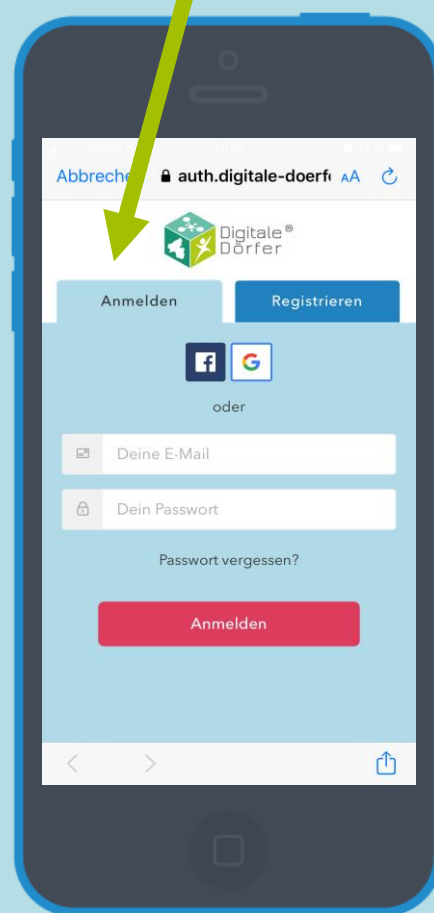 Abbreche
auth.digitale-doerf
AA
Digitale®
Dörfer
Anmelden
Registrieren
G
oder
Deine E-Mail
Dein Passwort
Passwort vergessen?
Anmelden